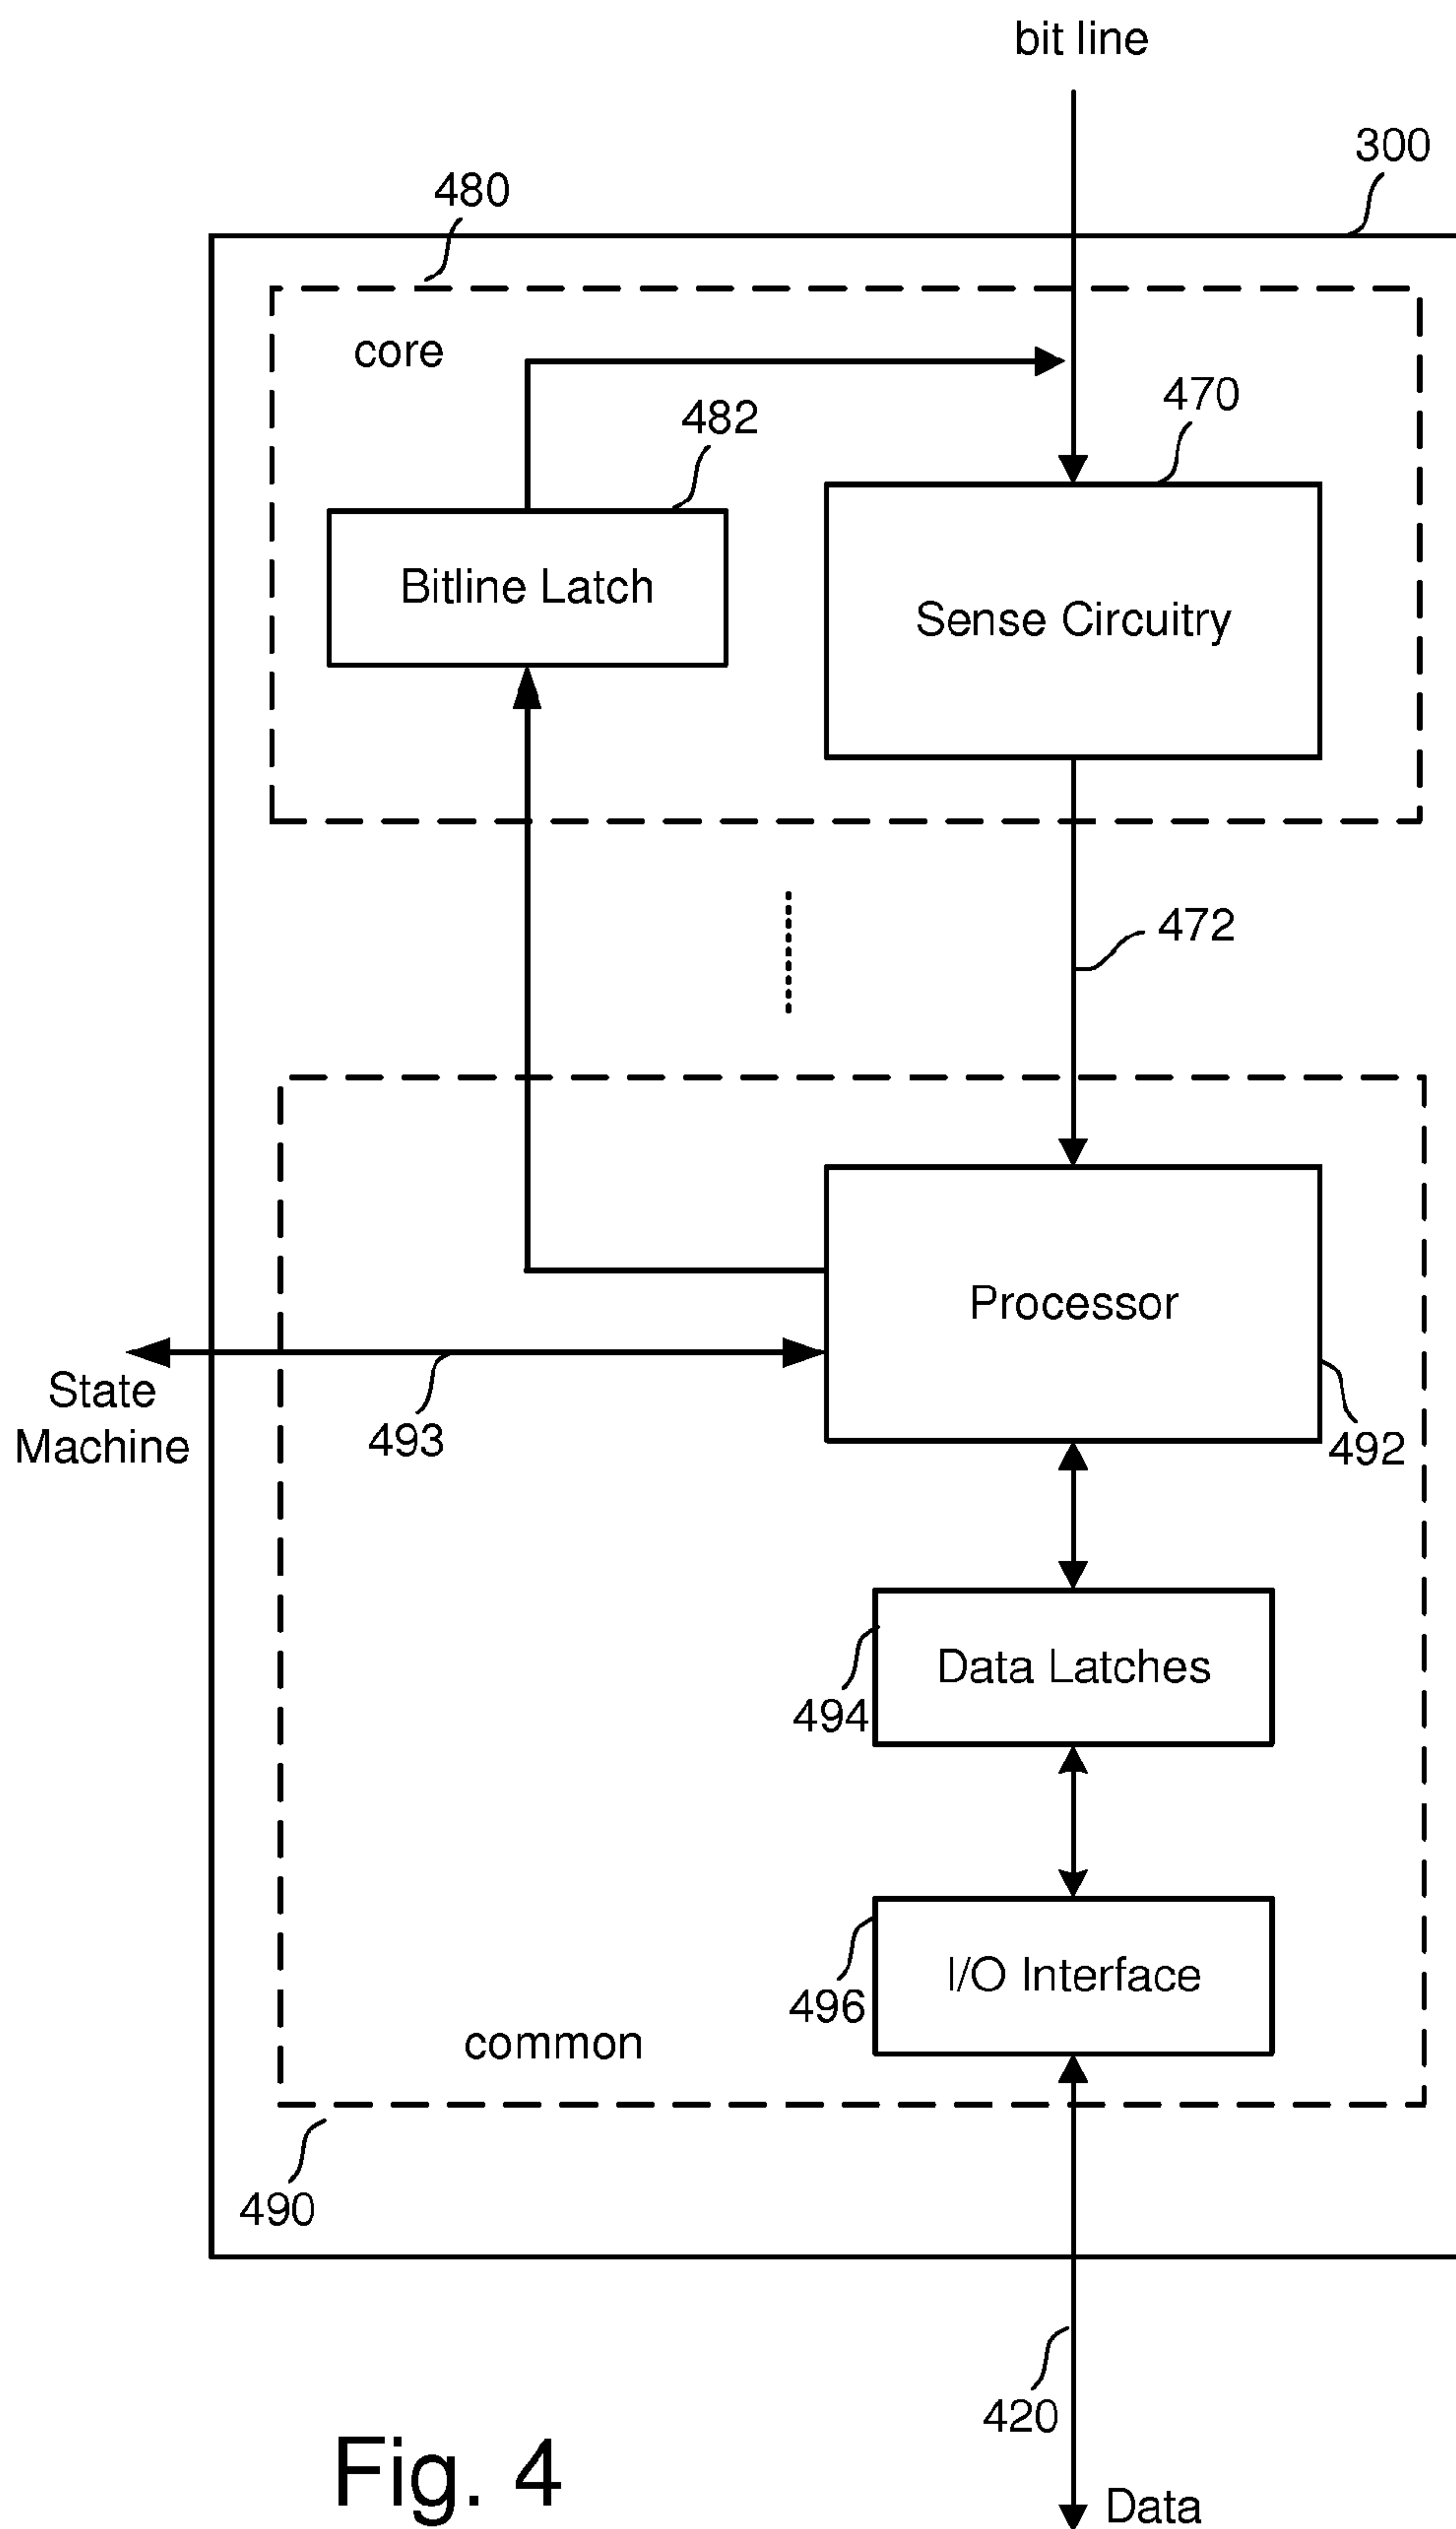 bit line
300
480
core
470
482
Bitline Latch
Sense Circuitry
472
Processor
State
Machine
493
492
Data Latches
494
I/O Interface
496
common
490
420
Fig. 4
Data